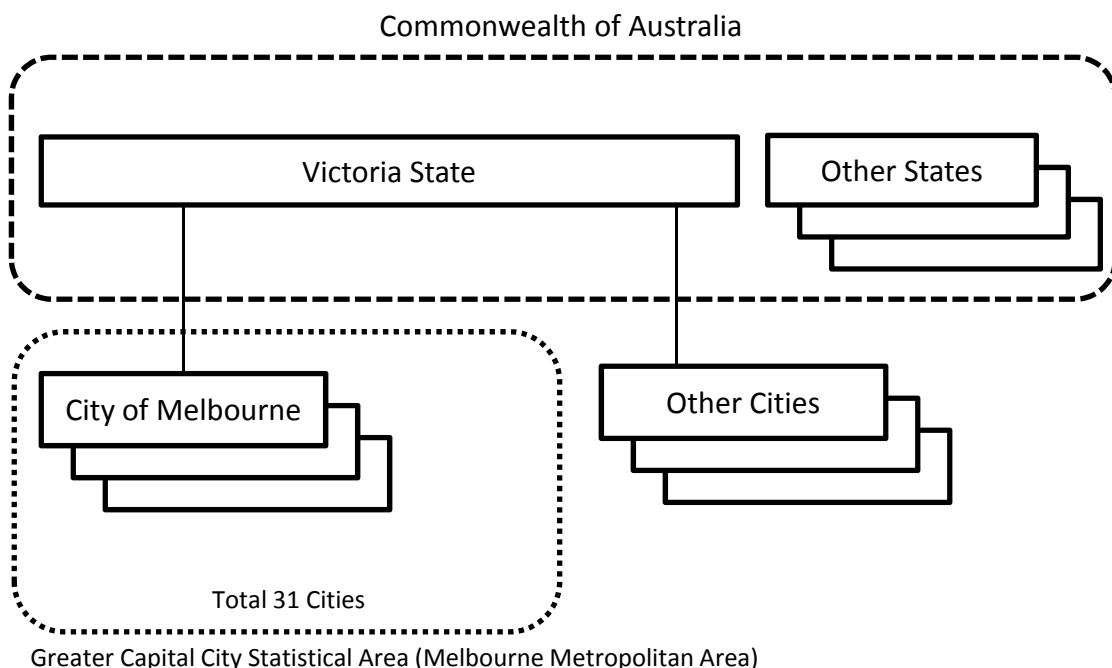 Commonwealth of Australia
Victoria State
Other States
City of Melbourne
Other Cities
Total 31 Cities
Greater Capital City Statistical Area (Melbourne Metropolitan Area)